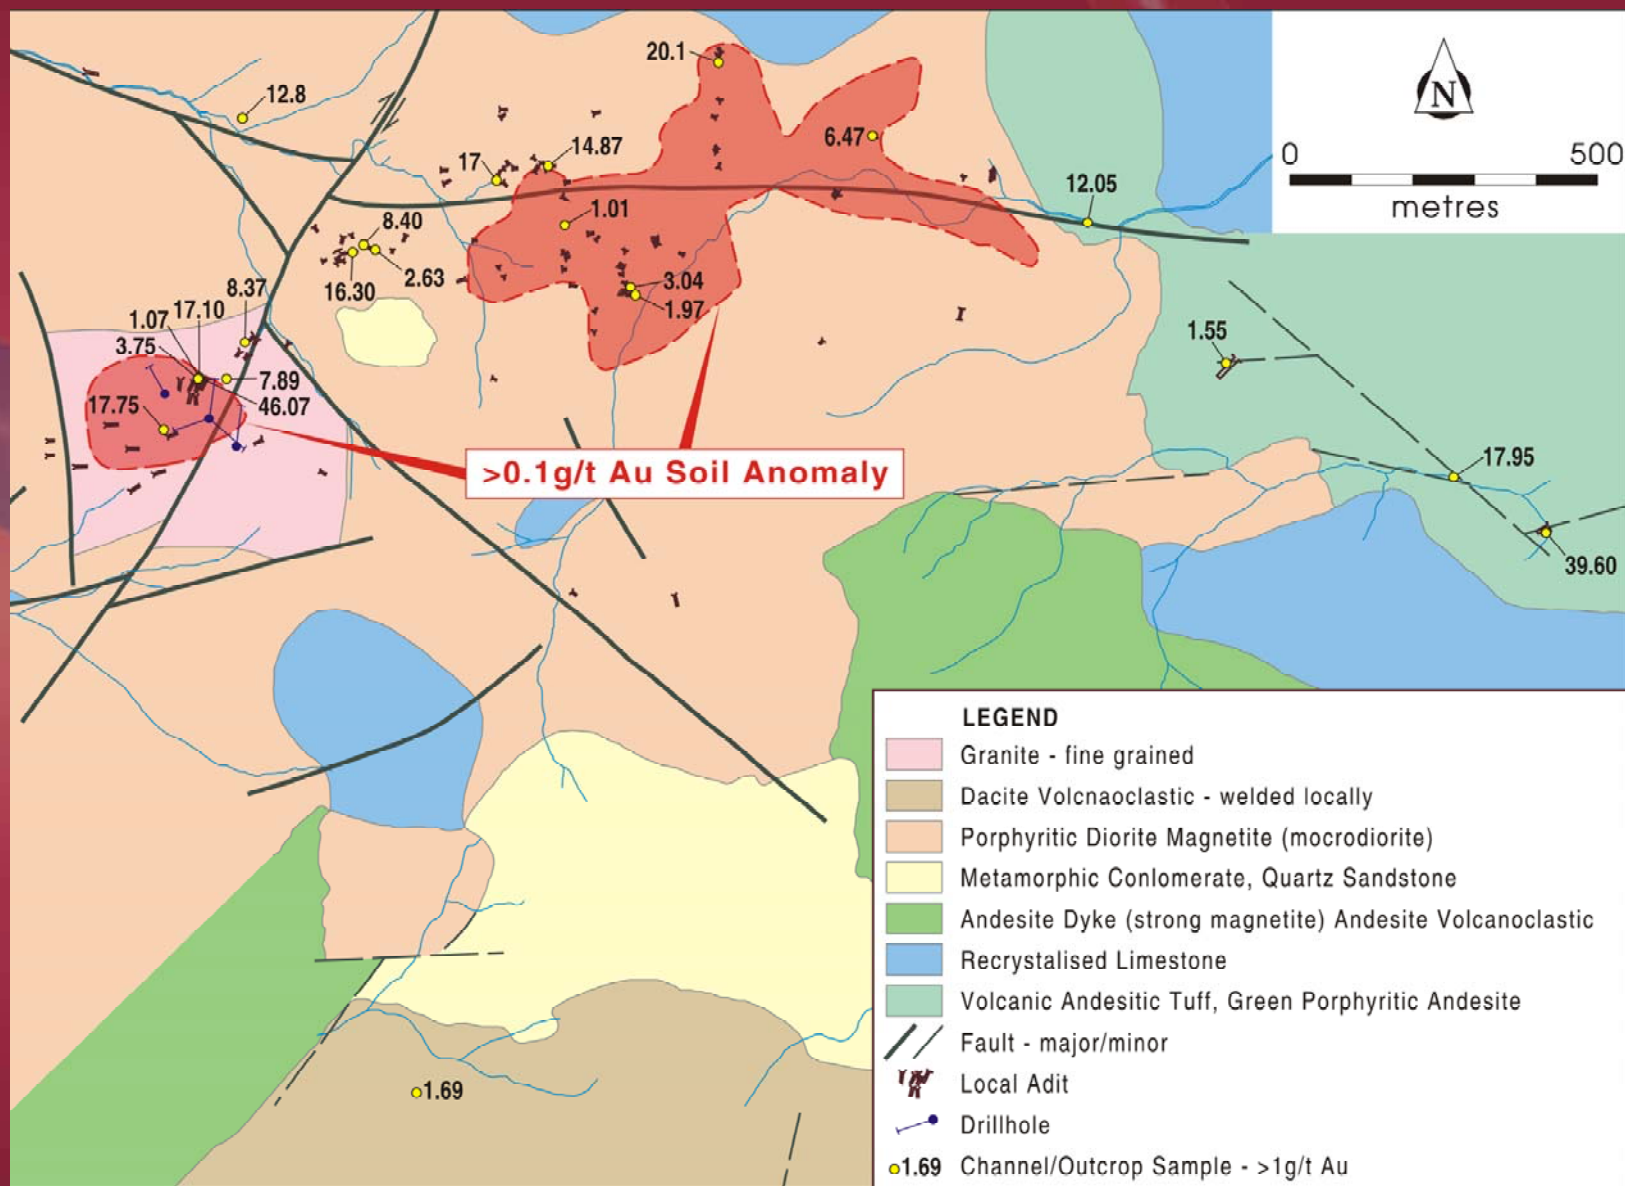 20.1
12.8
N
0 500
metres
6.47
14.87
17
12.05
1.01
8.40
2.63
16.30
3.04
1.97
8.37
17.10
1.07
3.75
1.55
7.89
17.75
46.07
>0.1g/t Au Soil Anomaly
17.95
39.60
LEGEND
Granite - fine grained
Dacite Volcnaoclastic - welded locally
Porphyritic Diorite Magnetite (mocrodiorite)
Metamorphic Conlomerate, Quartz Sandstone
Andesite Dyke (strong magnetite) Andesite Volcanoclastic
Recrystalised Limestone
Volcanic Andesitic Tuff, Green Porphyritic Andesite
Fault - major/minor
Local Adit
Drillhole
1.69 Channel/Outcrop Sample - >1g/t Au
1.69